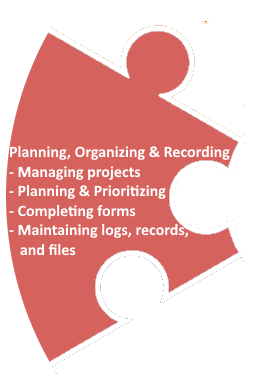 Planning, Organizing & Recording
- Managing projects
- Planning & Prioritizing
- Completing forms
- Maintaining logs, records,
and files